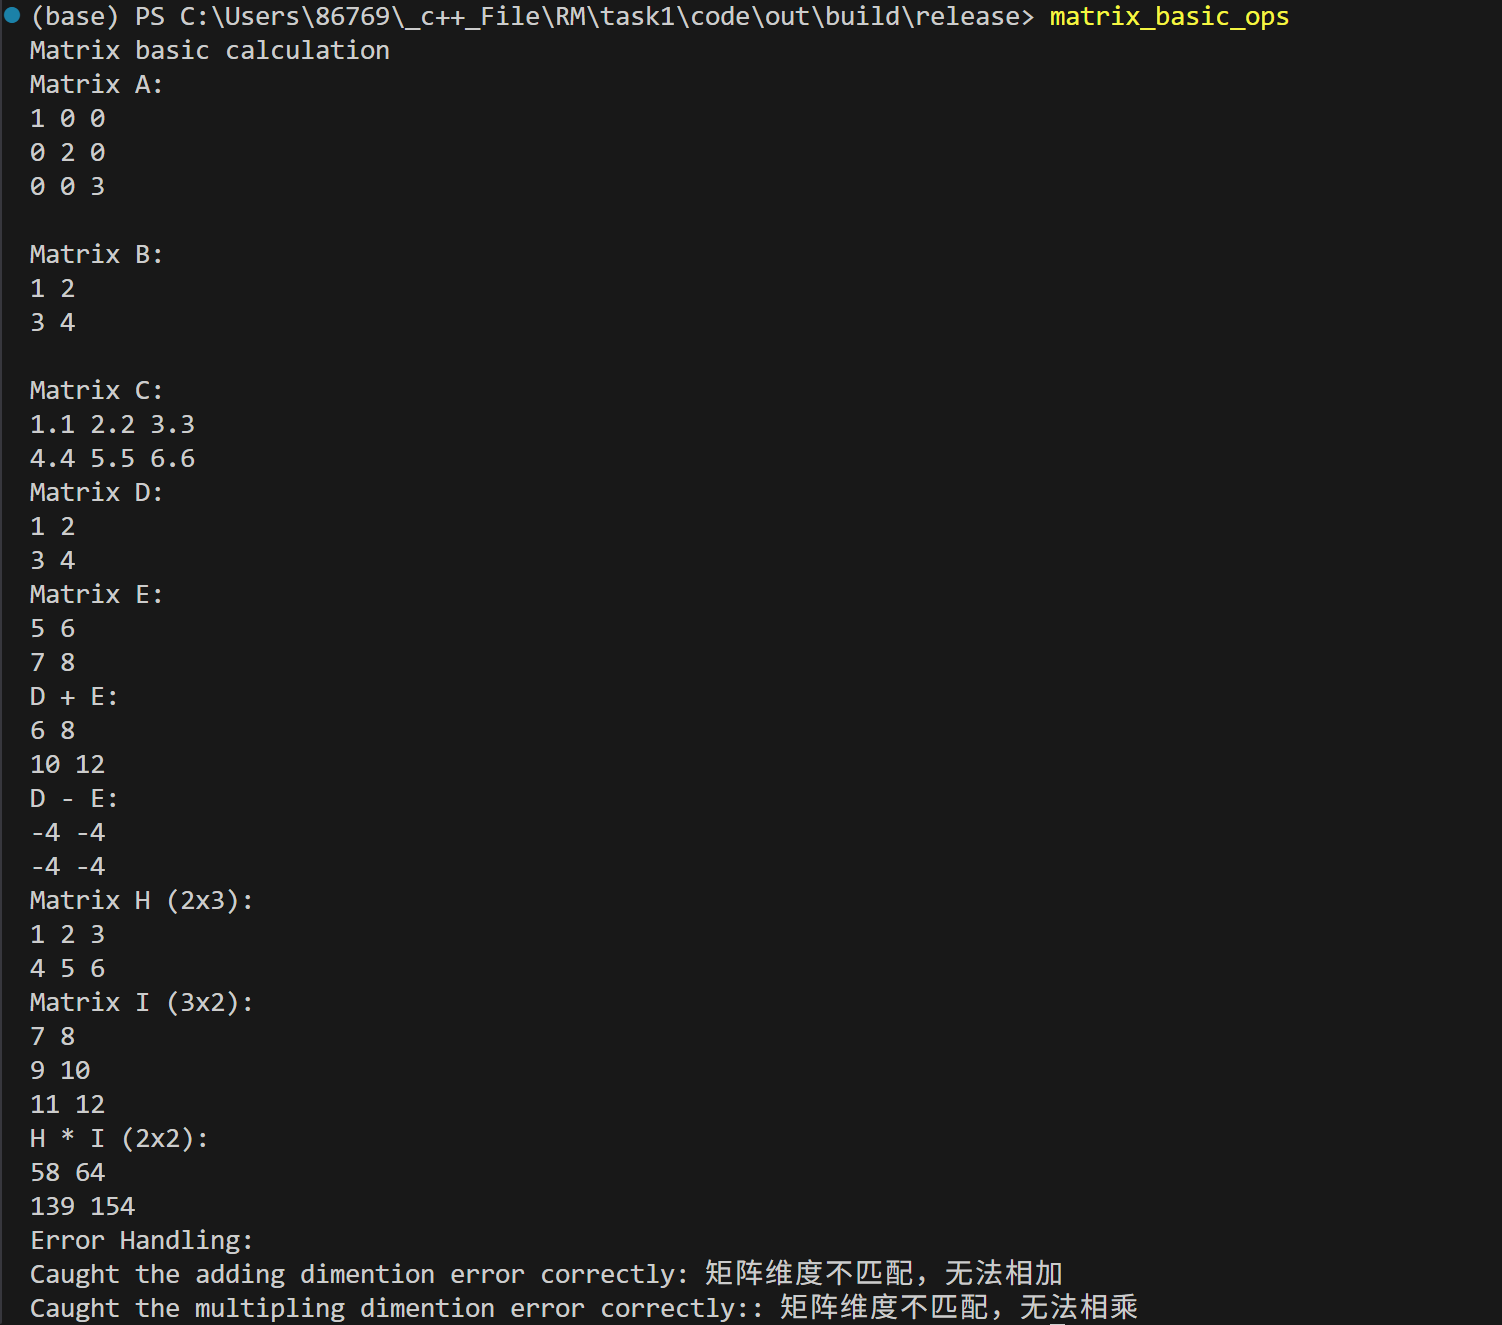 (base) PS C:\Users\86769\_c++_File\RM\task1\code\out\build\release> matrix_basic_ops
Matrix basic calculation
Matrix A:
1 0 0
0 2 0
0 0 3
Matrix B:
1 2
3 4
Matrix C:
1.1 2.2 3.3
4.4 5.5 6.6
Matrix D:
1 2
3 4
Matrix E:
5 6
7 8
D + E:
6 8
10 12
D - E:
-4 -4
-4 -4
Matrix H (2x3):
1 2 3
4 5 6
Matrix I (3x2):
7 8
9 10
11 12
H * I (2x2):
58 64
139 154
Error Handling:
Caught the adding dimention error correctly: 矩阵维度不匹配，无法相加
Caught the multipling dimention error correctly:: 矩阵维度不匹配，无法相乘